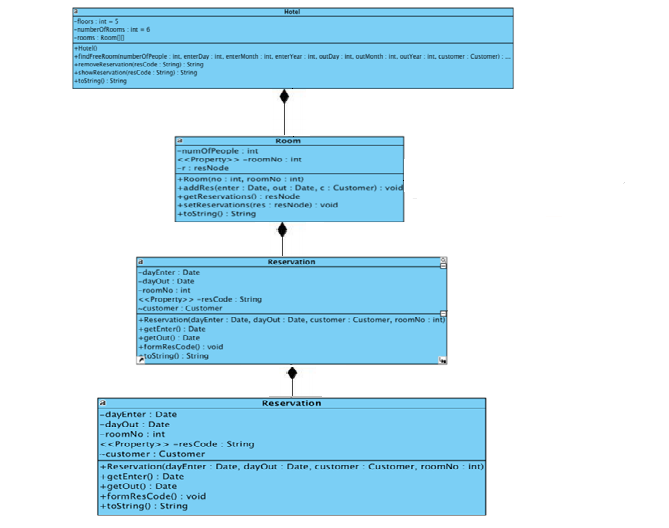 Hotel
-floors : int = 5
-numberOfRooms : int = 6
-rooms : Room[][]
+Hotel()
+findFreeRoom(numberOfPeople : int, enterDay : int, enterMonth : int, enterYear : int, outDay : int, outMonth : int, outYear : int, customer : Customer) : ...
+removeReservation(resCode : String) : String
+showReservation(resCode : String) : String
+toString() : String
Room
-numOfPeople : int
<<Property>> -roomNo : int
-r : resNode
+Room(no : int, roomNo : int)
+addRes(enter : Date, out : Date, c : Customer) : void
+getReservations() : resNode
+setReservations(res : resNode) : void
+toString() : String
Reservation
-dayEnter : Date
-dayOut : Date
-roomNo : int
<<Property>> -resCode : String
-customer : Customer
+Reservation(dayEnter : Date, dayOut : Date, customer : Customer, roomNo : int)
+getEnter() : Date
+getOut() : Date
+formResCode() : void
+toString() : String
Reservation
-dayEnter : Date
-dayOut : Date
-roomNo : int
<<Property>> -resCode : String
-customer : Customer
+Reservation(dayEnter : Date, dayOut : Date, customer : Customer, roomNo : int)
+getEnter() : Date
+getOut() : Date
+formResCode() : void
+toString() : String